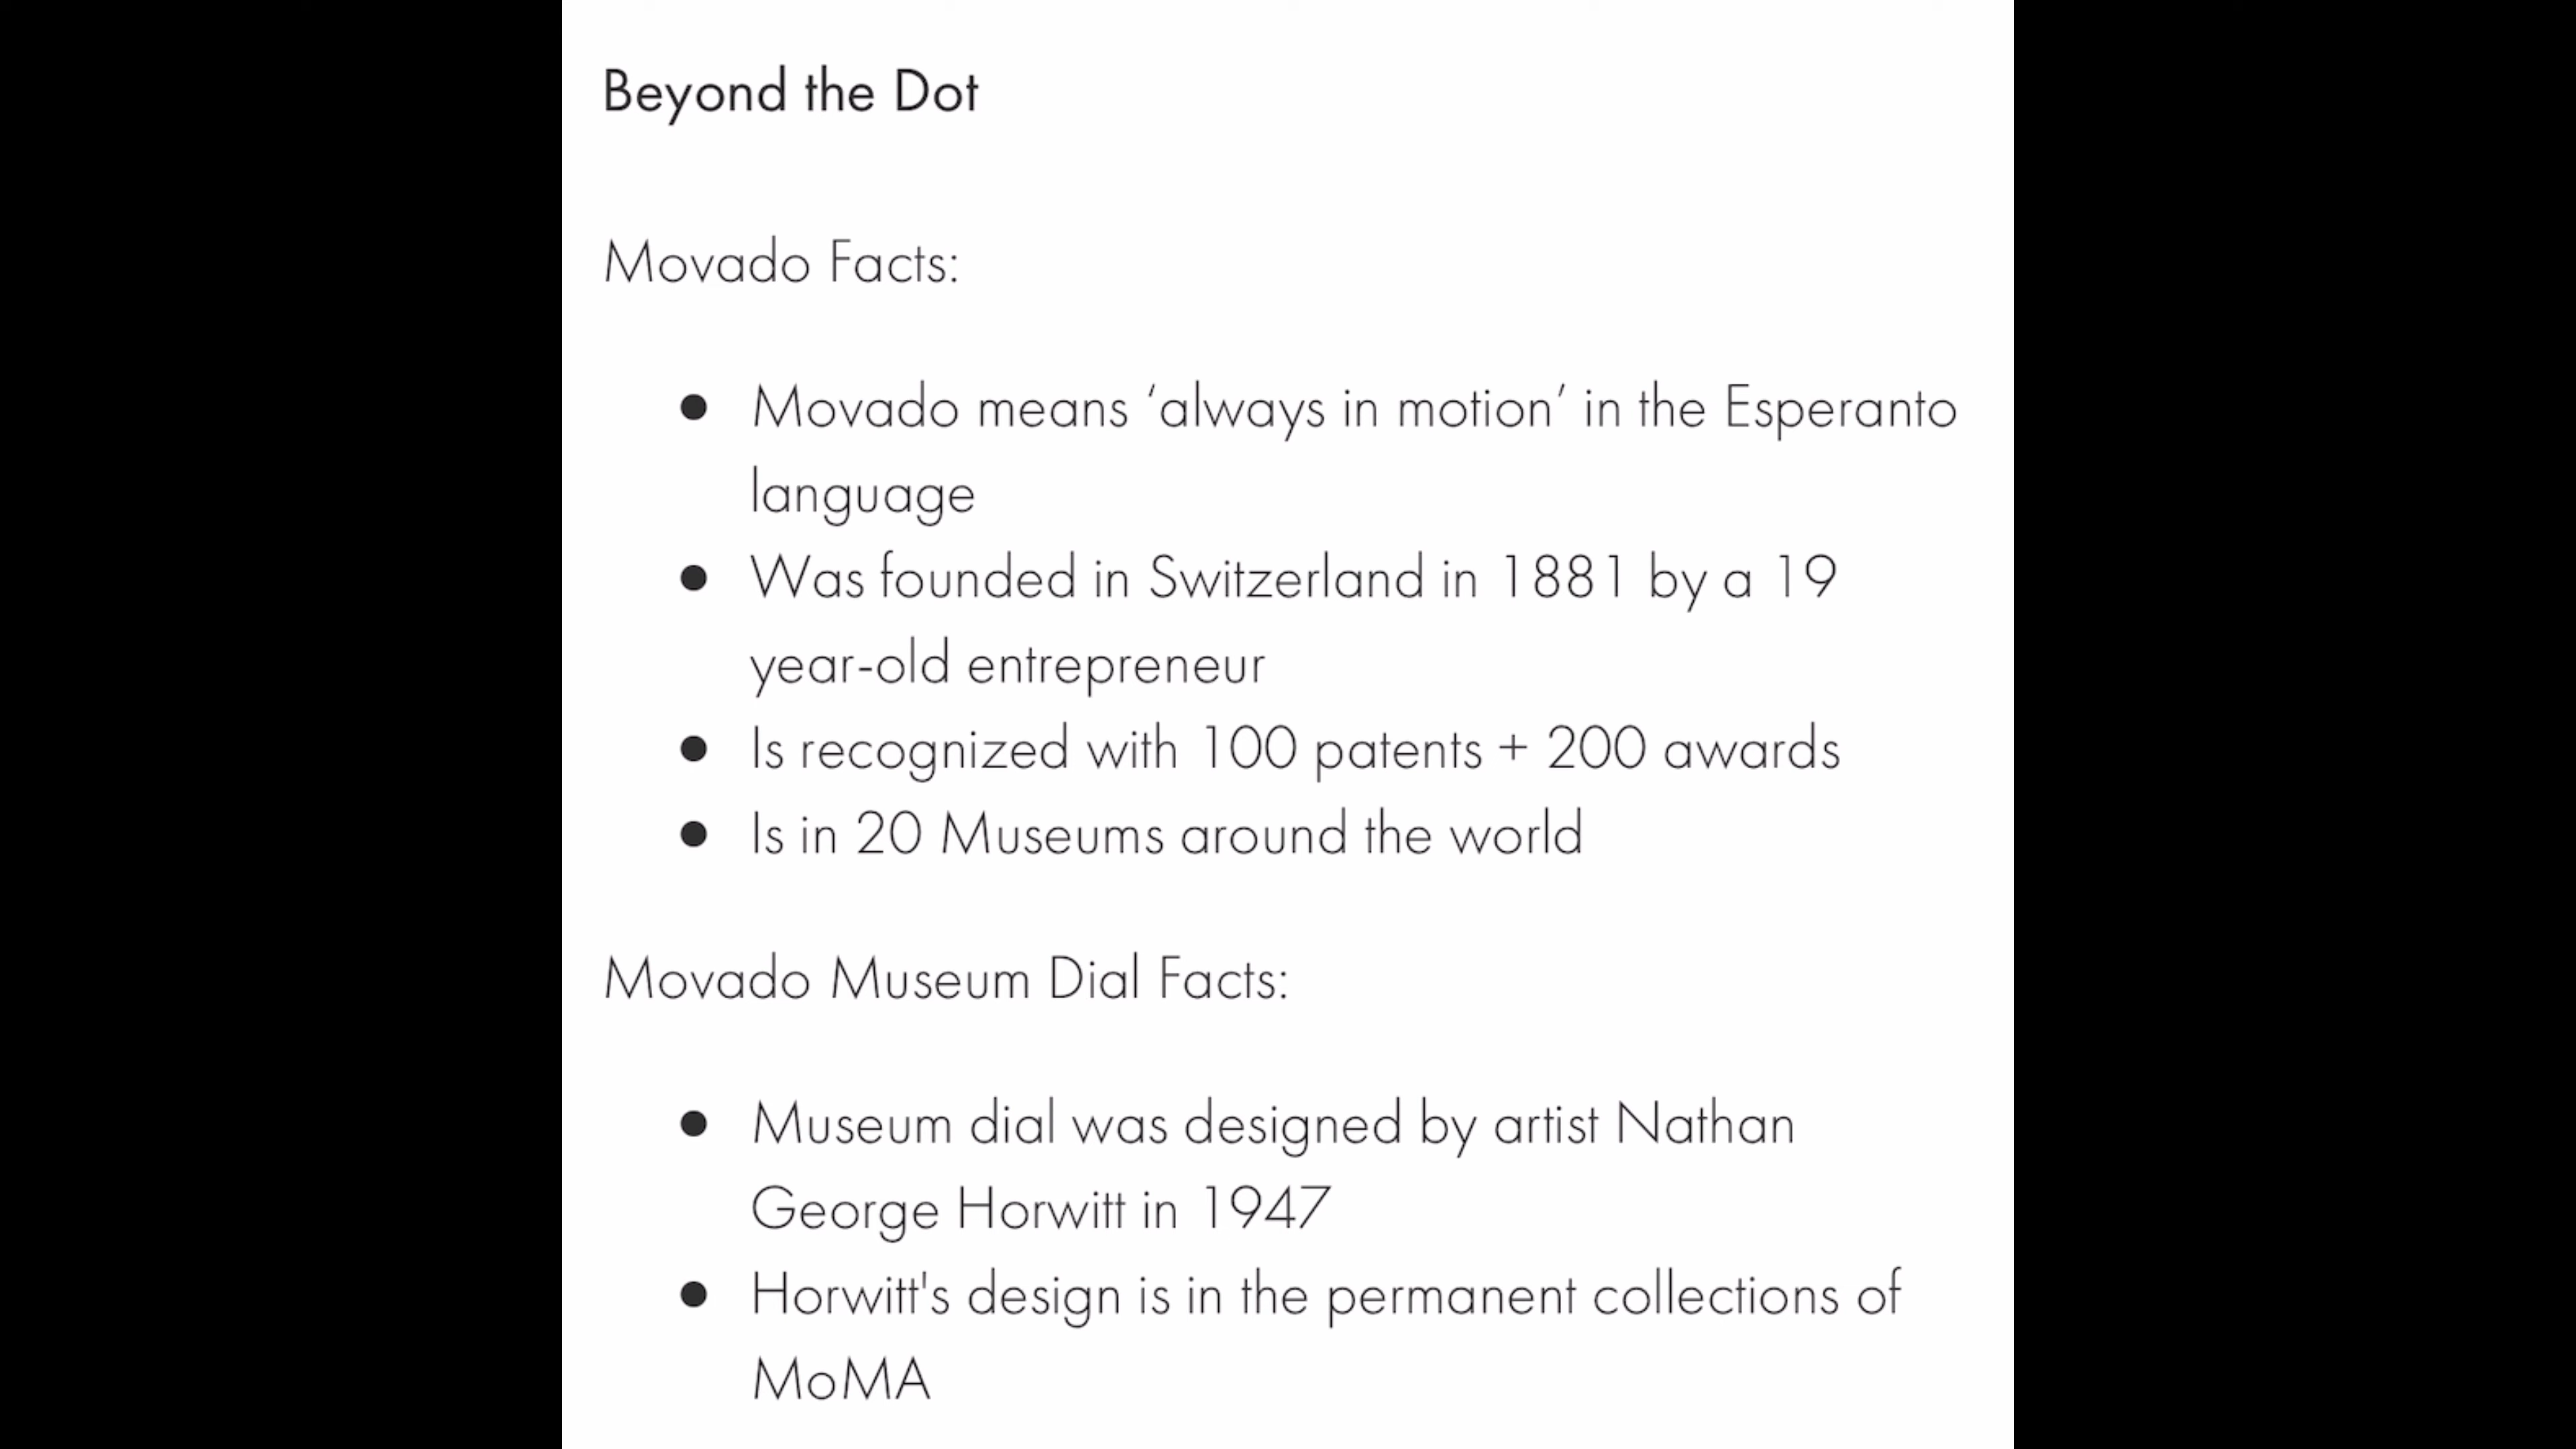 Beyond the Dot
Movado Facts:
● Movado means ‘always in motion’ in the Esperanto
language
● Was founded in Switzerland in 1881 by a 19
year-old entrepreneur
● Is recognized with 100 patents + 200 awards
● Is in 20 Museums around the world
Movado Museum Dial Facts:
● Museum dial was designed by artist Nathan
George Horwitt in 1947
● Horwitt's design is in the permanent collections of
MoMA